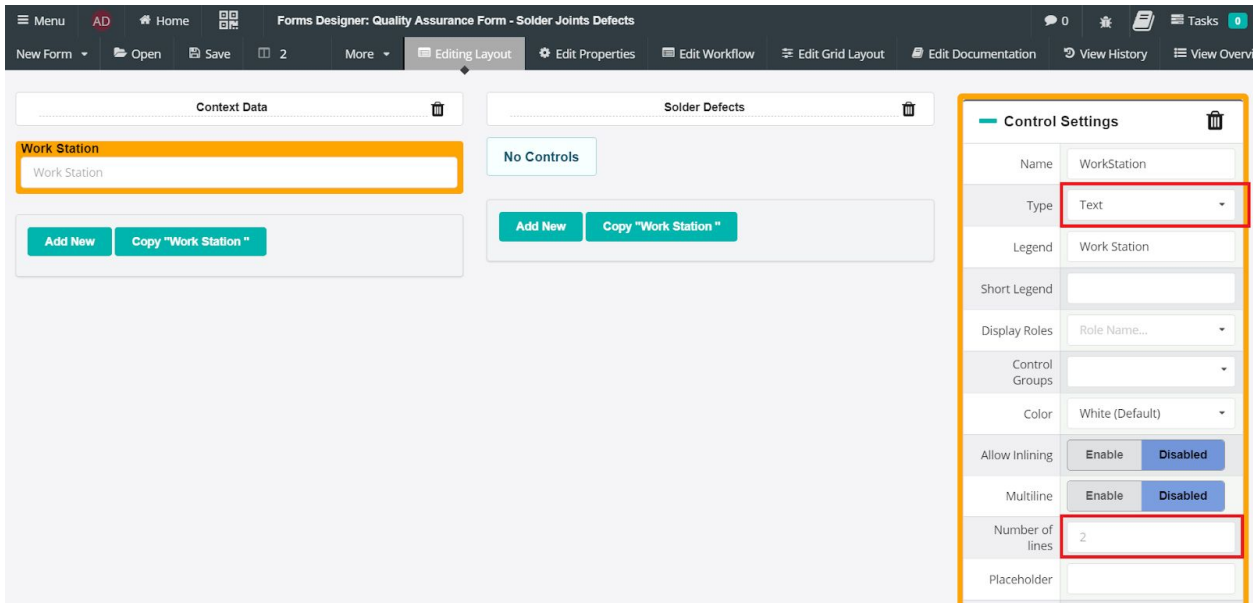 Menu AD Home Forms Designer: Quality Assurance Form - Solder Joints Defects 0 Tasks 0
New Form Open Save 2 More Editing Layout Edit Properties Edit Workflow Edit Grid Layout Edit Documentation View History View Overvi
Context Data
Work Station
Work Station
Add New Copy "Work Station "
Solder Defects
No Controls
Add New Copy "Work Station "
Control Settings
Name WorkStation
Type Text
Legend Work Station
Short Legend
Display Roles Role Name...
Control
Groups
Color White (Default)
Allow Inlining Enable Disabled
Multiline Enable Disabled
Number of
lines 2
Placeholder